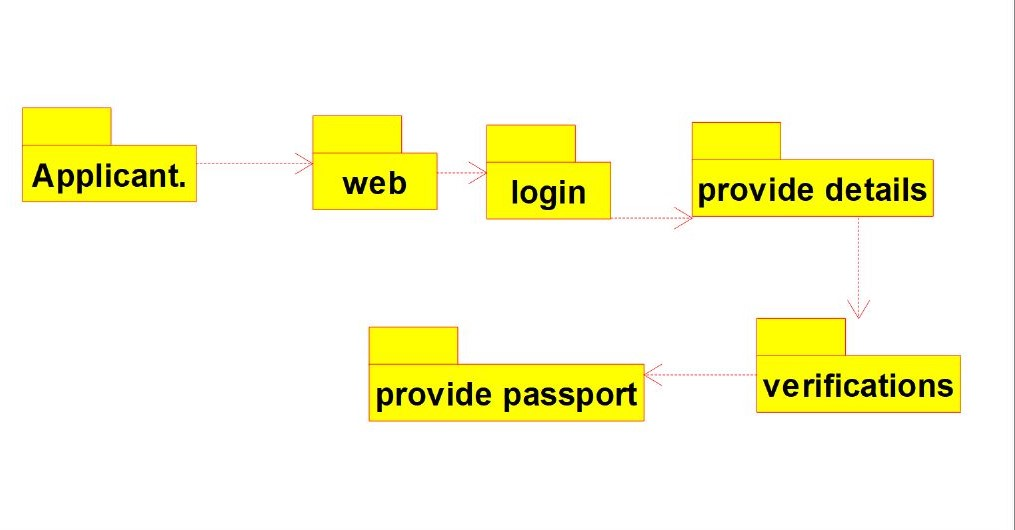 Applicant.
web
login
provide details
verifications
provide passport